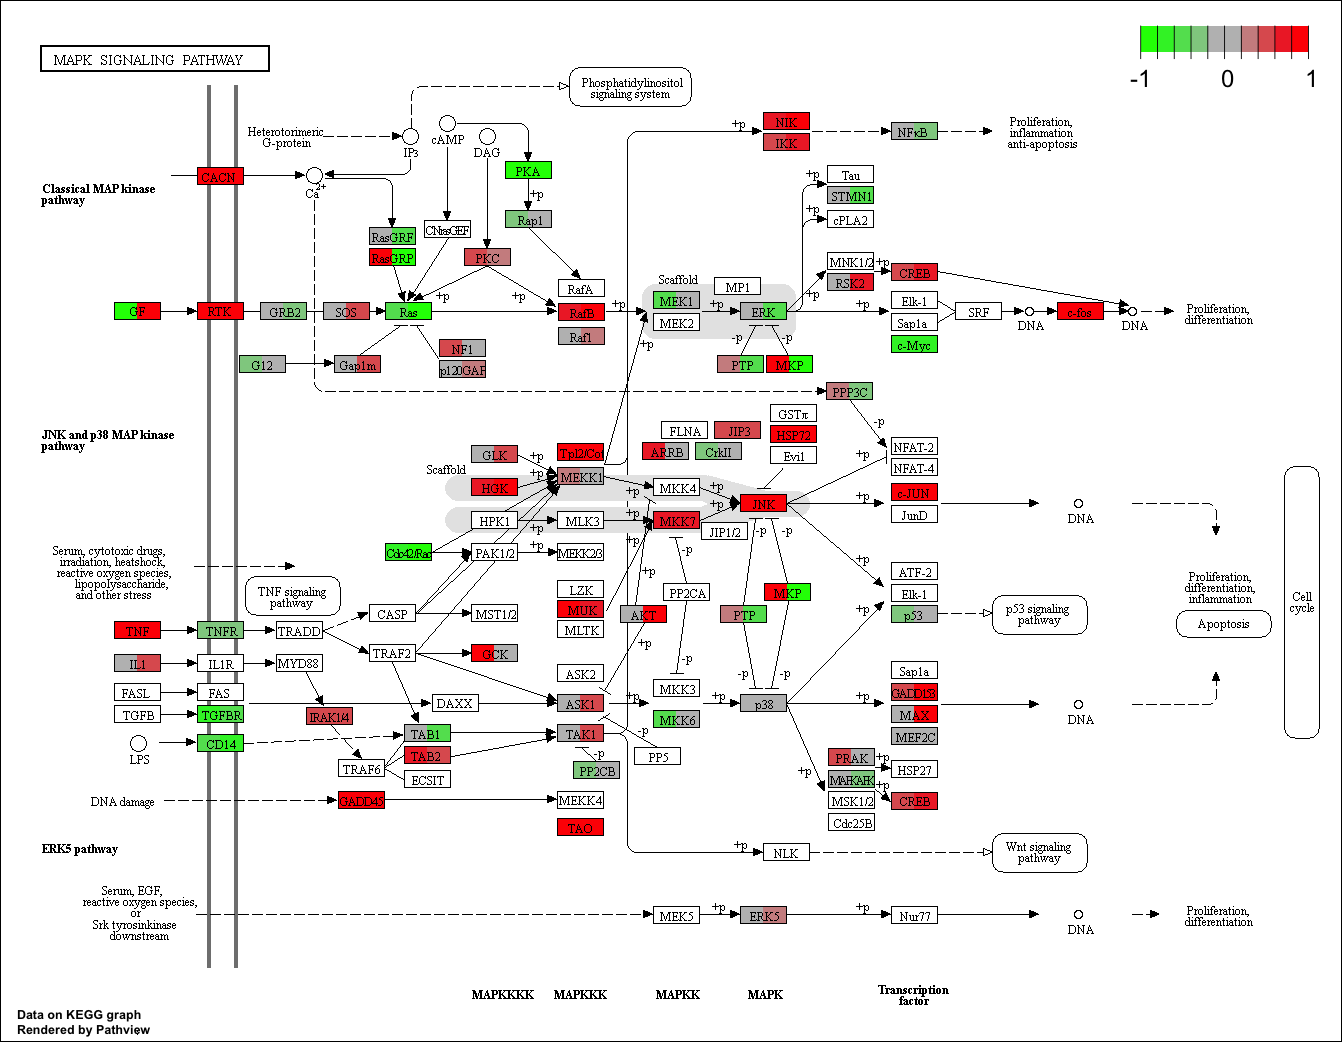 MAPK SIGNALING PATHWAY
-1 0 1
Phosphatidylinositol
signaling system
Heterotorimeric
G-protein
IP3
cAMP
DAG
+p
NIK
IKK
NFκB
Proliferation,
inflammation
anti-apoptosis
Classical MAP kinase
pathway
CACN
Ca2+
PKA
+p
Rap1
+p
+p
Tau
STMN1
cPLA2
RasGRF
RasGRP
CNrasGEF
PKC
RafA
Scaffold
MP1
MNK1/2
RSK2
+p
+p
CREB
GF
RTK
GRB2
SOS
Ras
+p
+p
RafB
Raf1
+p
MEK1
MEK2
+p
ERK
+p
+p
Elk-1
Sap1a
c-Myc
SRF
DNA
c-fos
DNA
Proliferation,
differentiation
G12
Gap1m
NF1
p120GAP
+p
-p
-p
PTP
MKP
PPP3C
-p
JNK and p38 MAP kinase
pathway
Scaffold
GLK
HGK
HPK1
+p
+p
+p
Tpl2/Cot
MEKK1
MLK3
FLNA
JIP3
ARRB
CrkII
GSTπ
HSP72
Evi1
NFAT-2
NFAT-4
+p
+p
+p
MKK4
MKK7
+p
+p
JNK
JIP1/2
+p
c-JUN
JunD
DNA
Cell
cycle
Cdc42/Rac
PAK1/2
+p
MEKK2/3
Serum, cytotoxic drugs,
irradiation, heatshock,
reactive oxygen species,
lipopolysaccharide,
and other stress
TNF signaling
pathway
CASP
MST1/2
LZK
MUK
MLTK
+p
-p
PP2CA
AKT
-p
-p
MKP
PTP
+p
+p
ATF-2
Elk-1
p53
p53 signaling
pathway
Proliferation,
differentiation,
inflammation
Apoptosis
TNF
TNFR
TRADD
TRAF2
GCK
+p
IL1
IL1R
MYD88
ASK2
-p
-p
-p
MKK3
MKK6
FASL
FAS
DAXX
ASK1
+p
+p
p38
+p
Sap1a
GADD153
MAX
MEF2C
DNA
TGFB
TGFBR
IRAK1/4
LPS
CD14
TAB1
TAB2
TAK1
-p
PP2CB
PP5
TRAF6
ECSIT
+p
PRAK
MAPKAPK
MSK1/2
Cdc25B
+p
+p
HSP27
CREB
DNA damage
GADD45
MEKK4
TAO
ERK5 pathway
+p
NLK
Wnt signaling
pathway
Serum, EGF,
reactive oxygen species,
or
Srk tyrosinkinase
downstream
MEK5
+p
ERK5
+p
Nur77
DNA
Proliferation,
differentiation
MAPKKKK
MAPKKK
MAPKK
MAPK
Transcription
factor
Data on KEGG graph
Rendered by Pathview